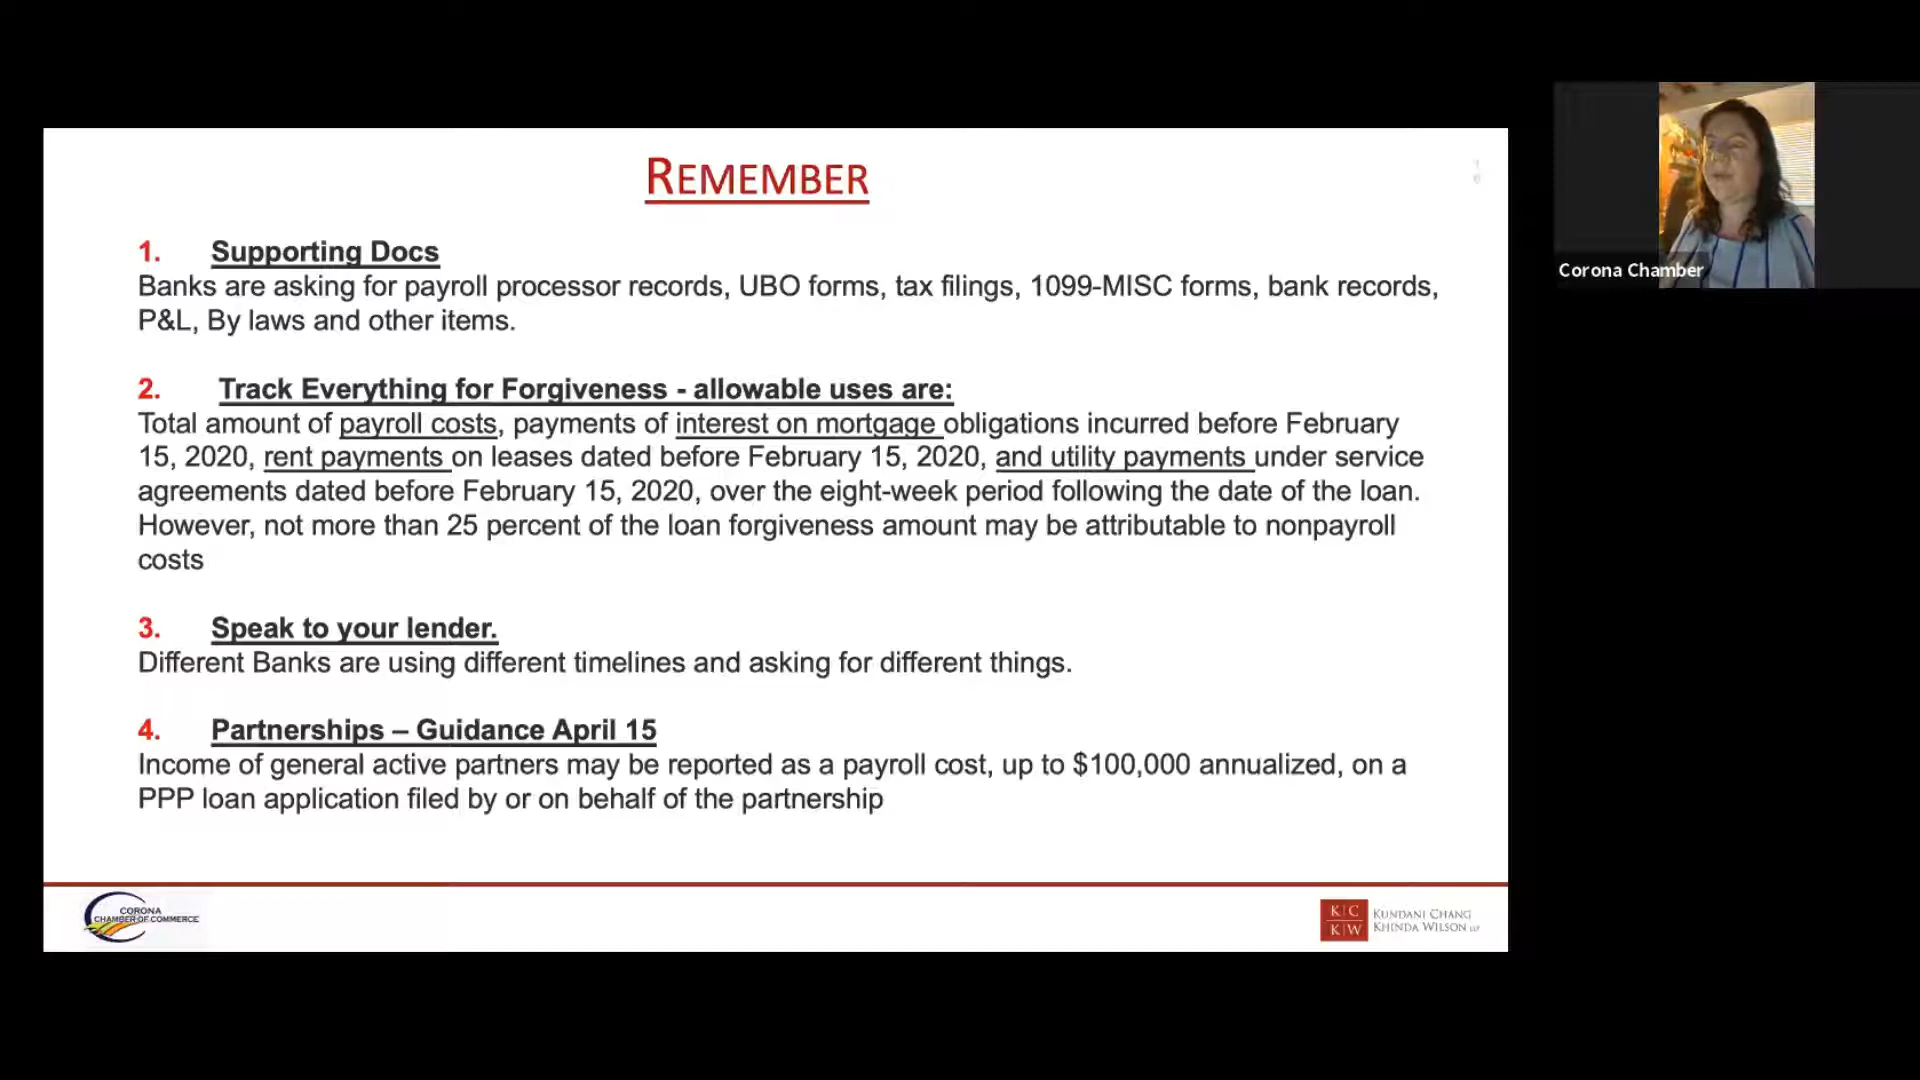 REMEMBER
1. Supporting Docs
Banks are asking for payroll processor records, UBO forms, tax filings, 1099-MISC forms, bank records,
P&L, By laws and other items.
2. Track Everything for Forgiveness - allowable uses are:
Total amount of payroll costs, payments of interest on mortgage obligations incurred before February
15, 2020, rent payments on leases dated before February 15, 2020, and utility payments under service
agreements dated before February 15, 2020, over the eight-week period following the date of the loan.
However, not more than 25 percent of the loan forgiveness amount may be attributable to nonpayroll
costs
3. Speak to your lender.
Different Banks are using different timelines and asking for different things.
4. Partnerships – Guidance April 15
Income of general active partners may be reported as a payroll cost, up to $100,000 annualized, on a
PPP loan application filed by or on behalf of the partnership
CORONA
CHAMBER OF COMMERCE
K C
K W
KUNDANI CHANG
KHINDA WILSON LLP
Corona Chamber